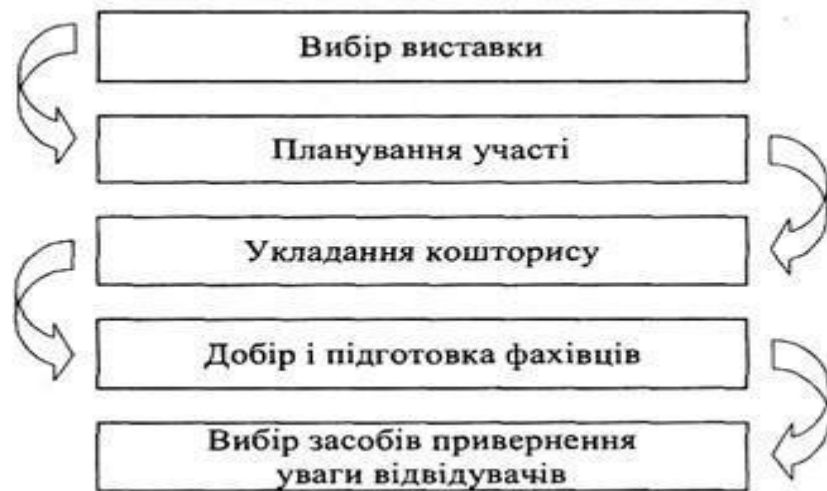 Вибір виставки
Планування участі
Укладання кошторису
Добір і підготовка фахівців
Вибір засобів привернення
уваги відвідувачів